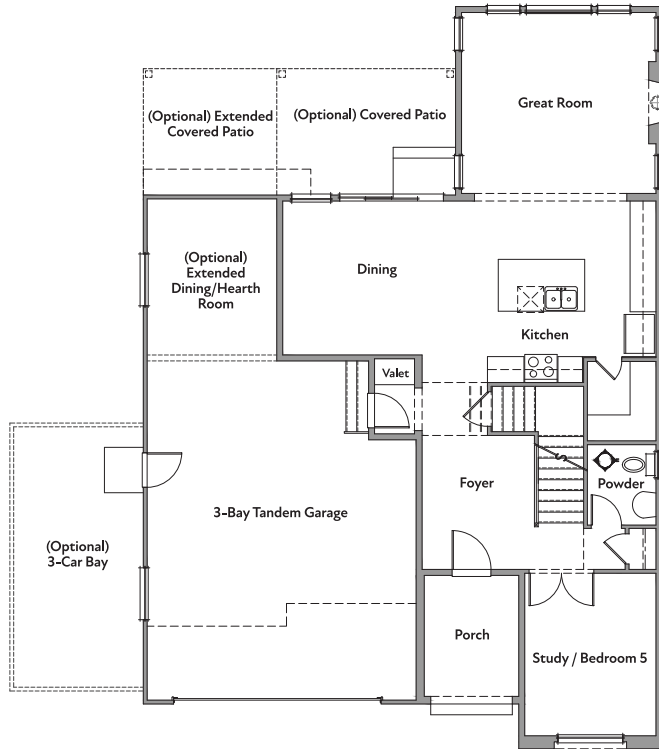 Great Room
(Optional) Extended
Covered Patio
(Optional) Covered Patio
(Optional)
Extended
Dining/Hearth
Room
Dining
Kitchen
Valet
Foyer
Powder
3-Bay Tandem Garage
(Optional)
3-Car Bay
Porch
Study / Bedroom 5